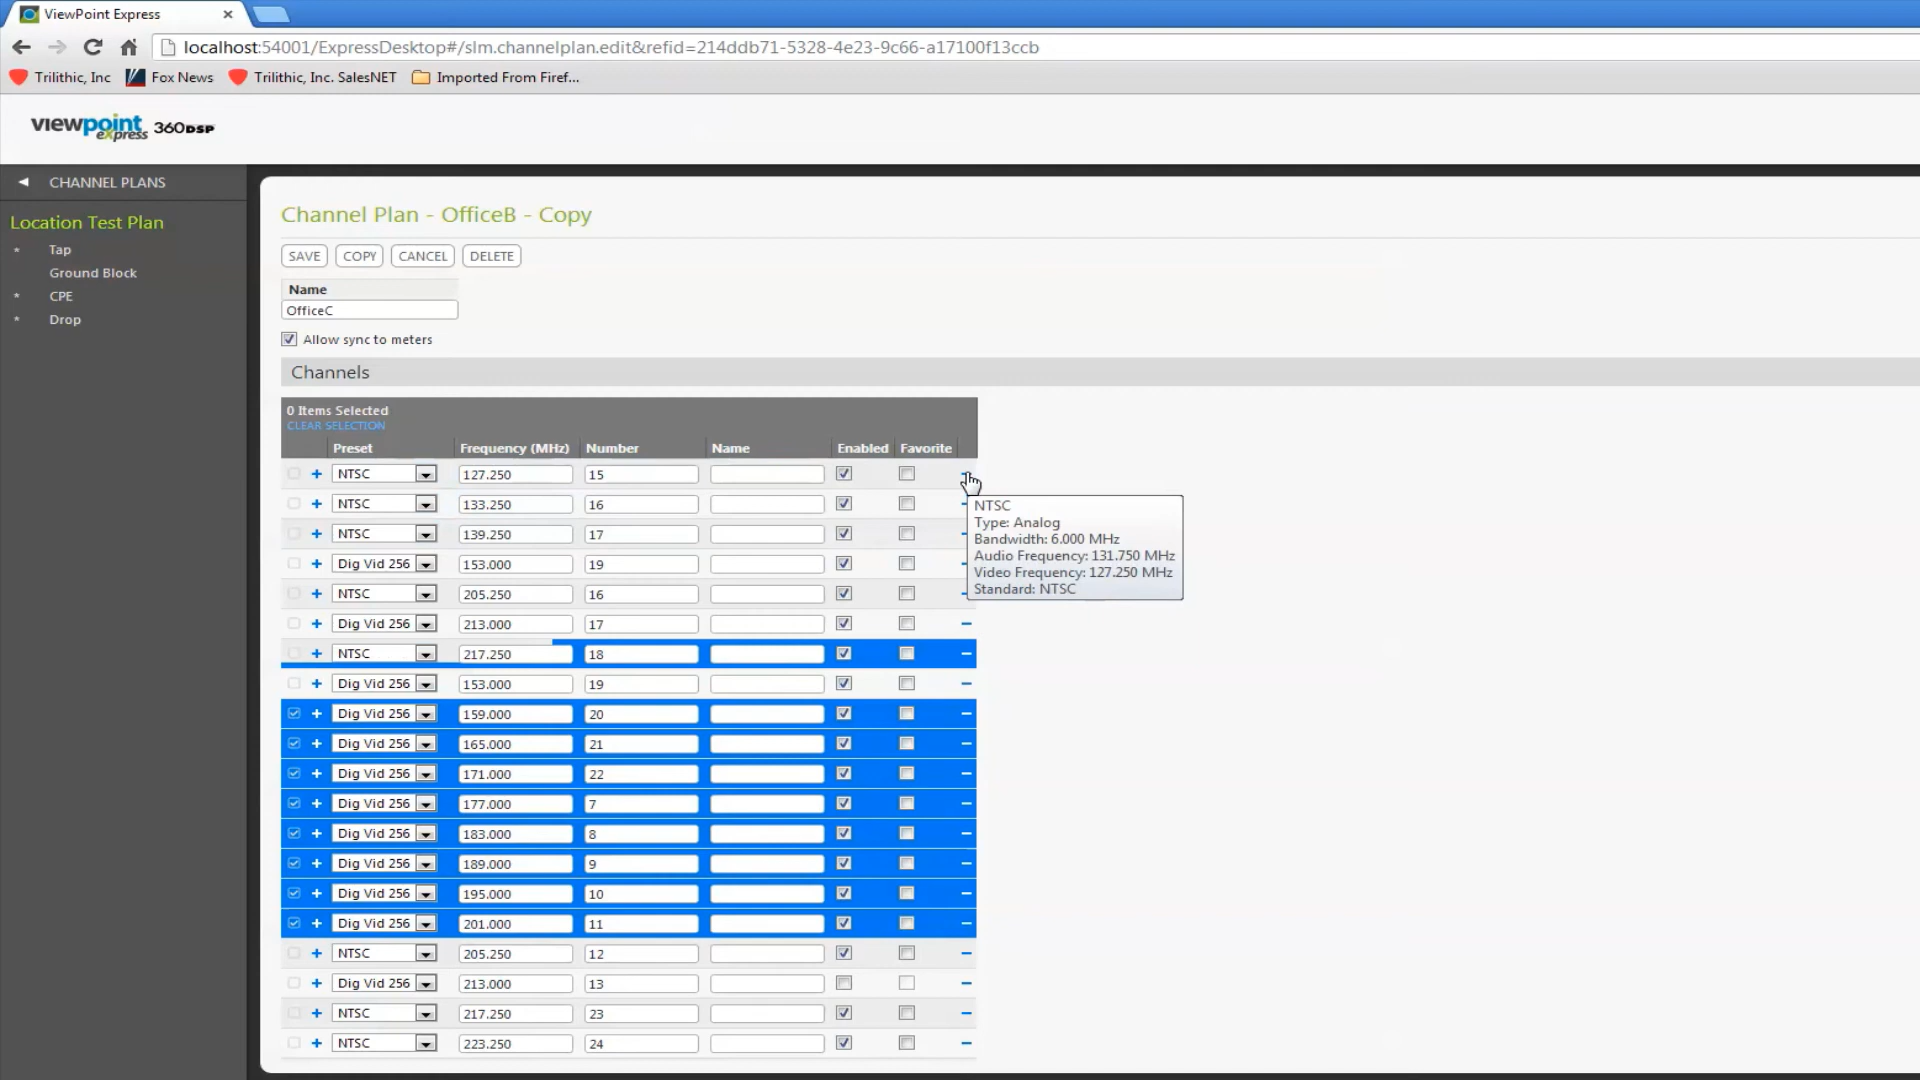 ViewPoint Express
localhost:54001/ExpressDesktop#/slm.channelplan.edit&refid=214ddb71-5328-4e23-9c66-a17100f13ccb
Trilithic, Inc Fox News Trilithic, Inc. SalesNET Imported From Firef...
viewpoint express 360DSP
CHANNEL PLANS
Location Test Plan
* Tap
Ground Block
* CPE
* Drop
Channel Plan - OfficeB - Copy
SAVE COPY CANCEL DELETE
Name
OfficeC
Allow sync to meters
Channels
0 Items Selected
CLEAR SELECTION
Preset Frequency (MHz) Number Name Enabled Favorite
+ NTSC 127.250 15 −
+ NTSC 133.250 16
+ NTSC 139.250 17
+ Dig Vid 256 153.000 19
+ NTSC 205.250 16
+ Dig Vid 256 213.000 17 −
+ NTSC 217.250 18 −
+ Dig Vid 256 153.000 19 −
+ Dig Vid 256 159.000 20 −
+ Dig Vid 256 165.000 21 −
+ Dig Vid 256 171.000 22 −
+ Dig Vid 256 177.000 7 −
+ Dig Vid 256 183.000 8 −
+ Dig Vid 256 189.000 9 −
+ Dig Vid 256 195.000 10 −
+ Dig Vid 256 201.000 11 −
+ NTSC 205.250 12 −
+ Dig Vid 256 213.000 13 −
+ NTSC 217.250 23 −
+ NTSC 223.250 24 −
NTSC
Type: Analog
Bandwidth: 6.000 MHz
Audio Frequency: 131.750 MHz
Video Frequency: 127.250 MHz
Standard: NTSC